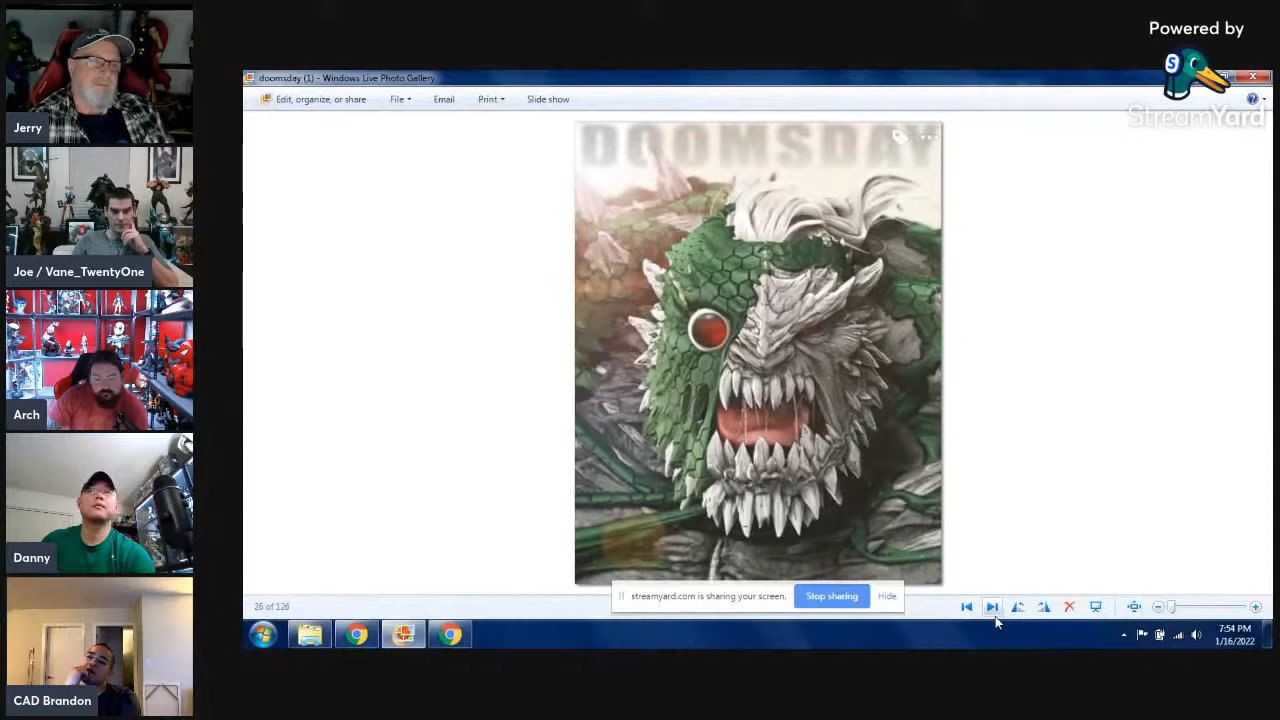 Powered by
S
StreamYard
doomsday (1) - Windows Live Photo Gallery
Edit, organize, or share
File
Email
Print
Slide show
DOOMSDAY
Jerry
Joe / Vane_TwentyOne
Arch
Danny
CAD Brandon
streamyard.com is sharing your screen.
Stop sharing
Hide
26 of 126
7:54 PM
1/16/2022